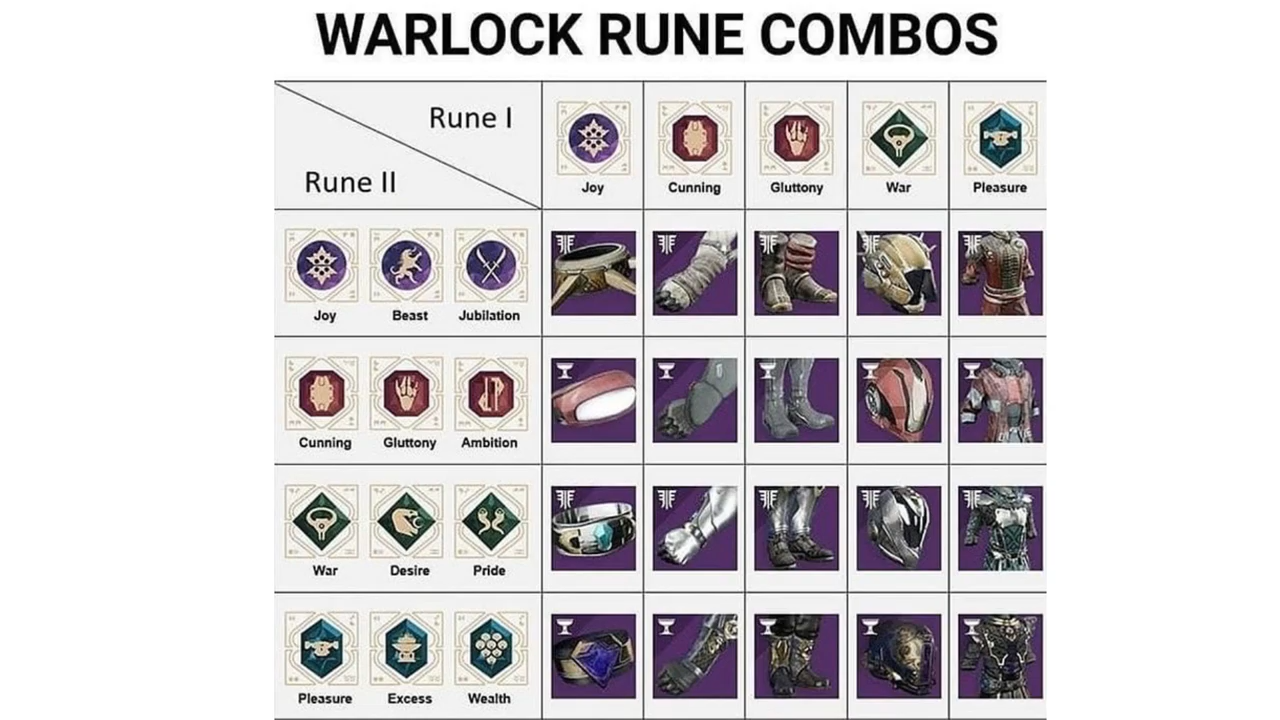 WARLOCK RUNE COMBOS
Rune I
Rune II
Joy Cunning Gluttony War Pleasure
Joy Beast Jubilation
Cunning Gluttony Ambition
War Desire Pride
Pleasure Excess Wealth